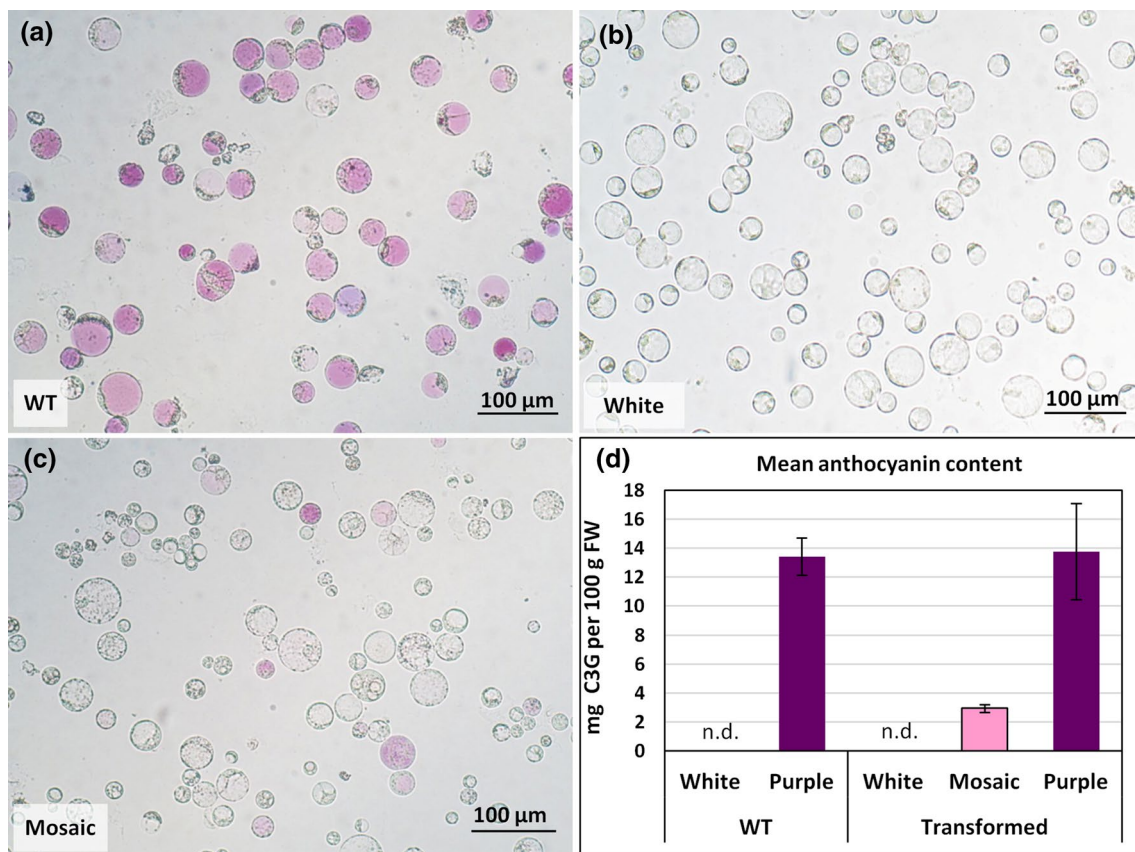 (a)
WT
100 µm
(b)
White
100 µm
(c)
Mosaic
100 µm
(d)
Mean anthocyanin content
mg C3G per 100 g FW
18
16
14
12
10
8
6
4
2
0
n.d.
n.d.
White Purple White Mosaic Purple
WT Transformed